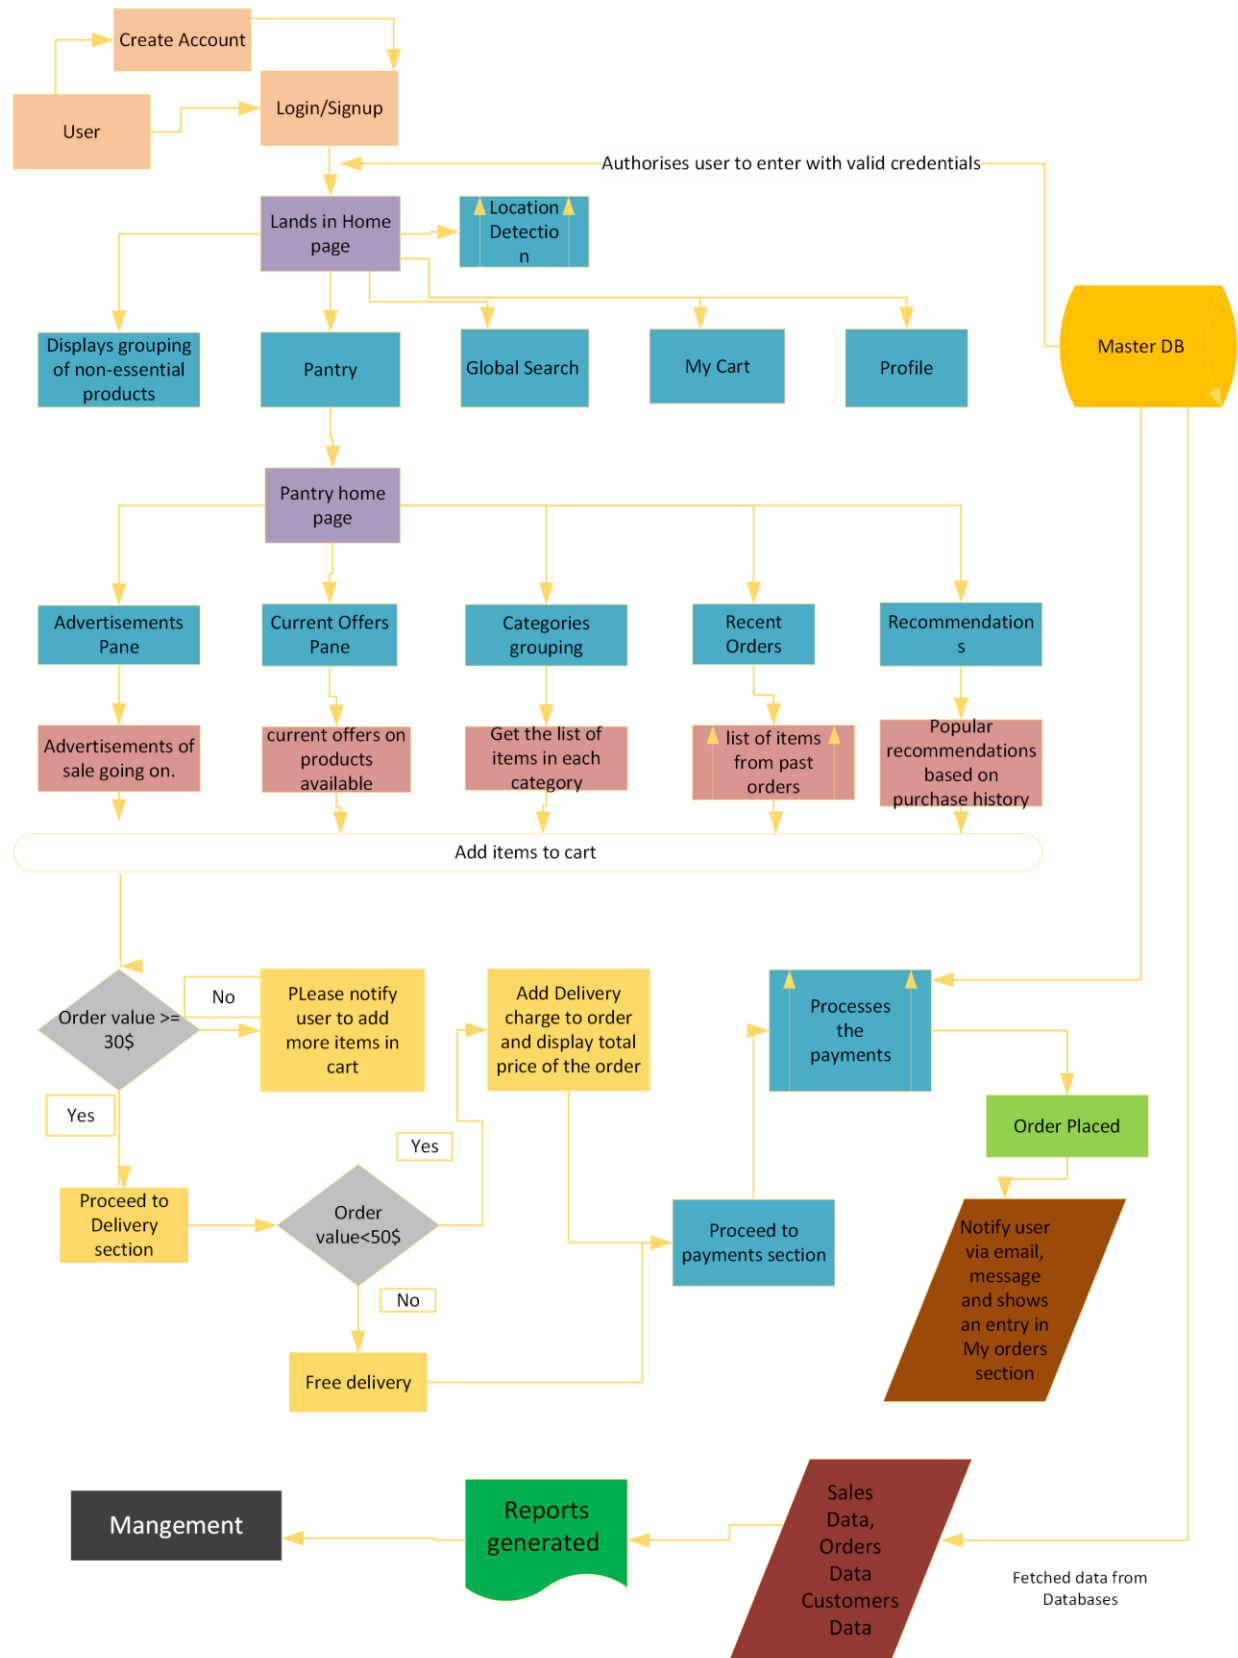 Create Account
Login/Signup
User
Authorises user to enter with valid credentials
Lands in Home
page
Location
Detectio
n
Master DB
Displays grouping
of non-essential
products
Pantry
Global Search
My Cart
Profile
Pantry home
page
Advertisements
Pane
Current Offers
Pane
Categories
grouping
Recent
Orders
Recommendation
s
Advertisements of
sale going on.
current offers on
products
available
Get the list of
items in each
category
list of items
from past
orders
Popular
recommendations
based on
purchase history
Add items to cart
Order value >=
30$
No
PLease notify
user to add
more items in
cart
Add Delivery
charge to order
and display total
price of the order
Processes
the
payments
Yes
Yes
Order Placed
Proceed to
Delivery
section
Order
value<50$
Proceed to
payments section
Notify user
via email,
message
and shows
an entry in
My orders
section
No
Free delivery
Mangement
Reports
generated
Sales
Data,
Orders
Data
Customers
Data
Fetched data from
Databases